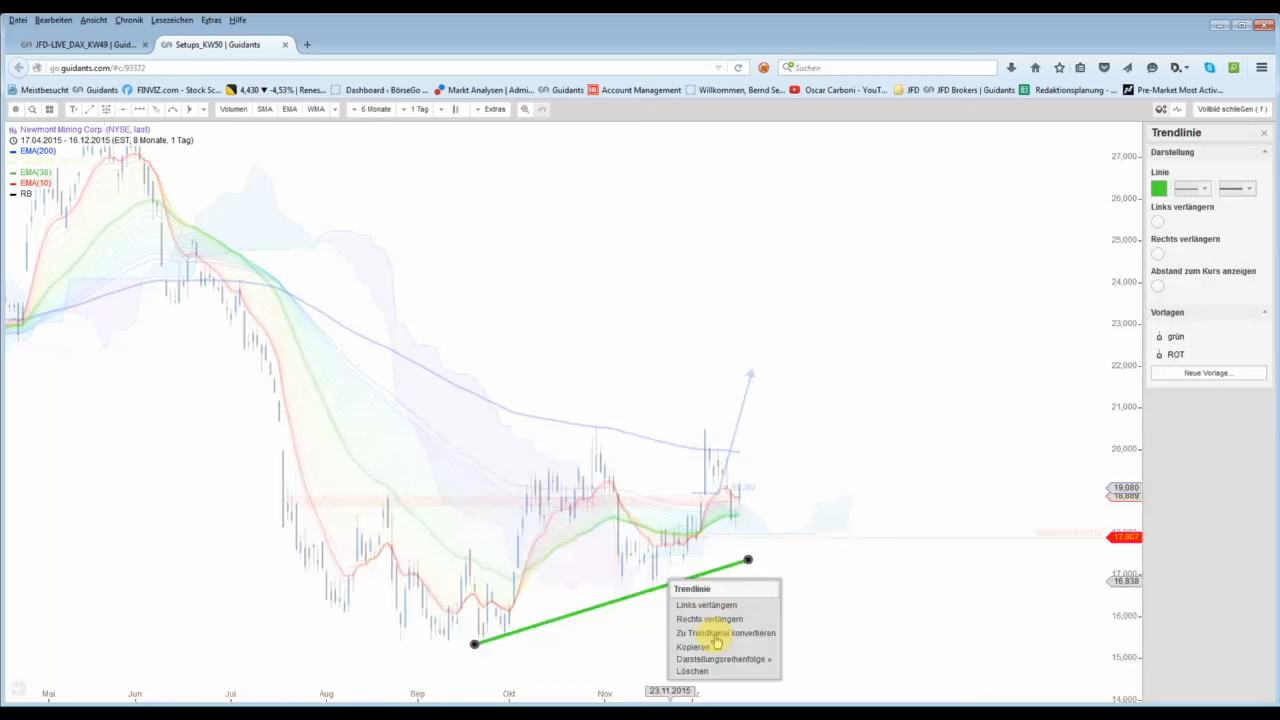 Datei Bearbeiten Ansicht Chronik Lesezeichen Extras Hilfe
JFD-LIVE_DAX_KW49 | Guid... Setups_KW50 | Guidants
go.guidants.com/#c/93372 Suchen
Meistbesucht Guidants FINVIZ.com - Stock Sc... 4,430 -4,53% | Renes... Dashboard ‹ BörseGo ... Markt Analysen | Admi... Guidants Account Management Willkommen, Bernd Se... Oscar Carboni - YouT... JFD JFD Brokers | Guidants Redaktionsplanung - ... Pre-Market Most Activ...
Volumen SMA EMA WMA 6 Monate 1 Tag Extras Vollbild schließen ( f )
Newmont Mining Corp. (NYSE, last)
17.04.2015 - 16.12.2015 (EST, 8 Monate, 1 Tag)
EMA(200)
EMA(38)
EMA(10)
RB
27,000
26,000
25,000
24,000
23,000
22,000
21,000
20,000
19,080
18,889
17,907
17,000
16,838
16,000
15,000
14,000
Trendlinie
Links verlängern
Rechts verlängern
Zu Trendkanal konvertieren
Kopieren
Darstellungsreihenfolge »
Löschen
Mai Jun Jul Aug Sep Okt Nov 23.11.2015
Trendlinie
Darstellung
Linie
Links verlängern
Rechts verlängern
Abstand zum Kurs anzeigen
Vorlagen
grün
ROT
Neue Vorlage...